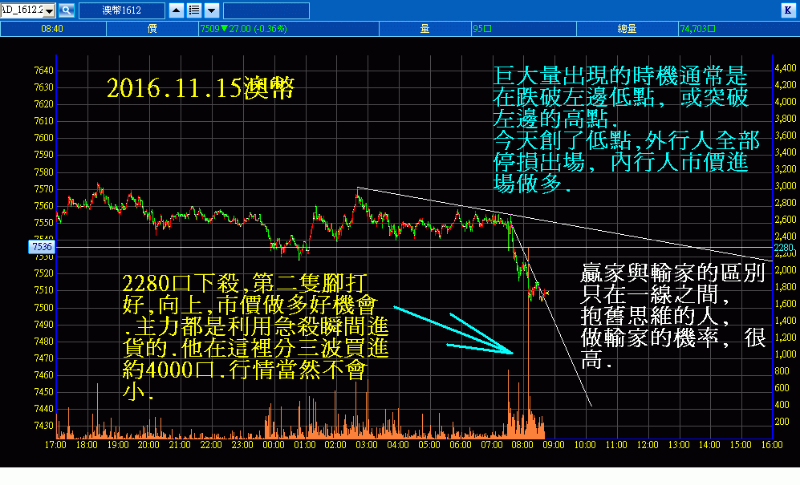 AD_1612.2
澳幣1612
K
08:40
價
7509▼27.00 (-0.36%)
量
95口
總量
74,703口
2016.11.15澳幣
巨大量出現的時機通常是
在跌破左邊低點, 或突破
左邊的高點.
今天創了低點,外行人全部
停損出場, 內行人市價進
場做多.
2280口下殺,第二隻腳打
好,向上,市價做多好機會
.主力都是利用急殺瞬間進
貨的.他在這裡分三波買進
約4000口.行情當然不會
小.
贏家與輸家的區別
只在一線之間,
抱舊思維的人,
做輸家的機率, 很
高.
7640
7630
7620
7610
7600
7590
7580
7570
7560
7550
7536
7530
7520
7510
7500
7490
7480
7470
7460
7450
7440
7430
4,400
4,200
4,000
3,800
3,600
3,400
3,200
3,000
2,800
2,600
2,400
2280
2,000
1,800
1,600
1,400
1,200
1,000
800
600
400
200
17:00 18:00 19:00 20:00 21:00 22:00 23:00 00:00 01:00 02:00 03:00 04:00 05:00 06:00 07:00 08:00 09:00 10:00 11:00 12:00 13:00 14:00 15:00 16:00